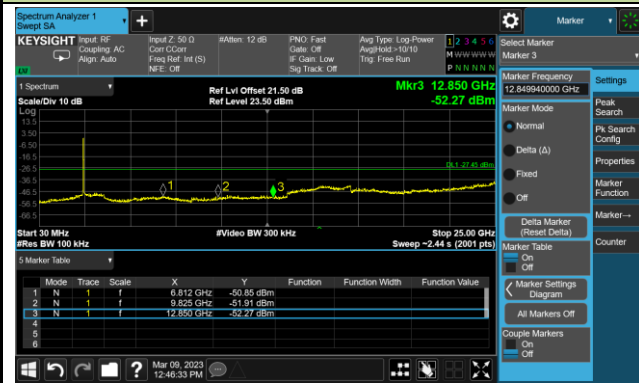 Spectrum Analyzer 1
Swept SA
Marker
KEYSIGHT
Input: RF
Coupling: AC
Align: Auto
Input Z: 50 Ω
Corr CCorr
Freq Ref: Int (S)
NFE: Off
#Atten: 12 dB
PNO: Fast
Gate: Off
IF Gain: Low
Sig Track: Off
Avg Type: Log-Power
Avg|Hold:>10/10
Trig: Free Run
1 2 3 4 5 6
M W W W W W
P N N N N N
Select Marker
Marker 3
1 Spectrum
Scale/Div 10 dB
Log
Ref Lvl Offset 21.50 dB
Ref Level 23.50 dBm
Mkr3 12.850 GHz
-52.27 dBm
13.5
3.50
-6.50
-16.5
-26.5
-36.5
-46.5
-56.5
-66.5
DL1 -27.45 dBm
1
2
3
Start 30 MHz
#Res BW 100 kHz
#Video BW 300 kHz
Stop 25.00 GHz
Sweep ~2.44 s (2001 pts)
5 Marker Table
Mode Trace Scale X Y Function Function Width Function Value
1 N 1 f 6.812 GHz -50.85 dBm
2 N 1 f 9.825 GHz -51.91 dBm
3 N 1 f 12.850 GHz -52.27 dBm
4
5
6
Marker Frequency
12.849940000 GHz
Marker Mode
Normal
Delta (Δ)
Fixed
Off
Delta Marker
(Reset Delta)
Marker Table
On
Off
Marker Settings
Diagram
All Markers Off
Couple Markers
On
Off
Settings
Peak
Search
Pk Search
Config
Properties
Marker
Function
Marker→
Counter
?
Mar 09, 2023
12:46:33 PM